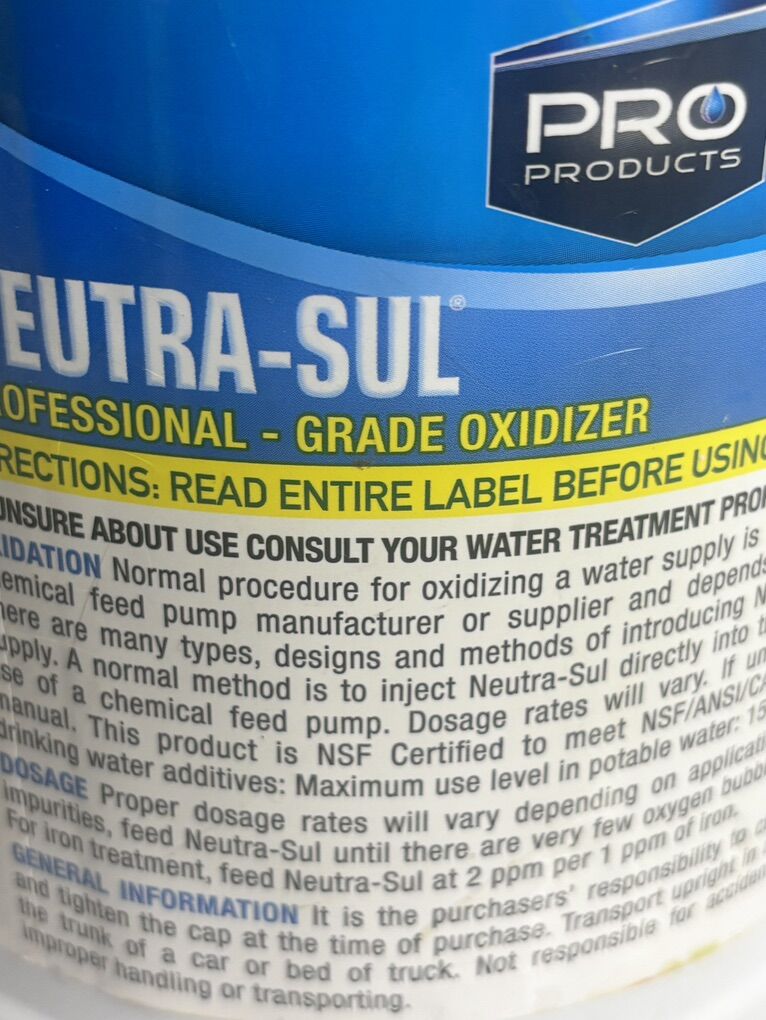 PRO
PRODUCTS
EUTRA-SUL®
OFESSIONAL - GRADE OXIDIZER
RECTIONS: READ ENTIRE LABEL BEFORE USING
UNSURE ABOUT USE CONSULT YOUR WATER TREATMENT PROF
IDATION Normal procedure for oxidizing a water supply is
emical feed pump manufacturer or supplier and depends
here are many types, designs and methods of introducing N
upply. A normal method is to inject Neutra-Sul directly into t
se of a chemical feed pump. Dosage rates will vary. If un
manual. This product is NSF Certified to meet NSF/ANSI/CA
drinking water additives: Maximum use level in potable water: 15
DOSAGE Proper dosage rates will vary depending on applicati
impurities, feed Neutra-Sul until there are very few oxygen bubb
For iron treatment, feed Neutra-Sul at 2 ppm per 1 ppm of iron.
GENERAL INFORMATION It is the purchasers' responsibility to c
and tighten the cap at the time of purchase. Transport upright in
the trunk of a car or bed of truck. Not responsible for acciden
improper handling or transporting.